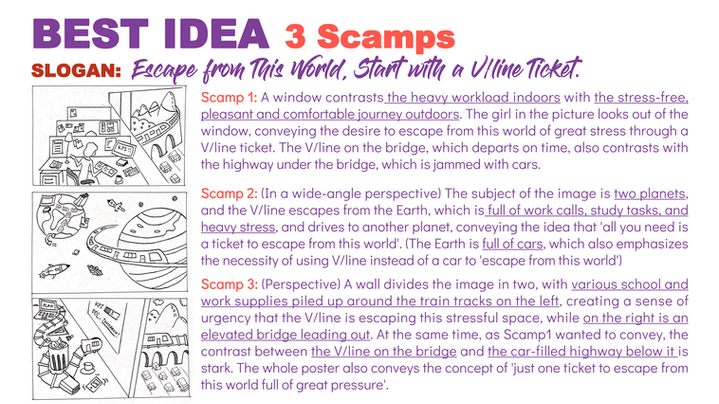 BEST IDEA 3 Scamps
SLOGAN: Escape from This World, Start with a V/line Ticket.
Scamp 1: A window contrasts the heavy workload indoors with the stress-free,
pleasant and comfortable journey outdoors. The girl in the picture looks out of the
window, conveying the desire to escape from this world of great stress through a
V/line ticket. The V/line on the bridge, which departs on time, also contrasts with
the highway under the bridge, which is jammed with cars.
Scamp 2: (In a wide-angle perspective) The subject of the image is two planets,
and the V/line escapes from the Earth, which is full of work calls, study tasks, and
heavy stress, and drives to another planet, conveying the idea that 'all you need is
a ticket to escape from this world'. (The Earth is full of cars, which also emphasizes
the necessity of using V/line instead of a car to 'escape from this world')
Scamp 3: (Perspective) A wall divides the image in two, with various school and
work supplies piled up around the train tracks on the left, creating a sense of
urgency that the V/line is escaping this stressful space, while on the right is an
elevated bridge leading out. At the same time, as Scamp1 wanted to convey, the
contrast between the V/line on the bridge and the car-filled highway below it is
stark. The whole poster also conveys the concept of 'just one ticket to escape from
this world full of great pressure'.